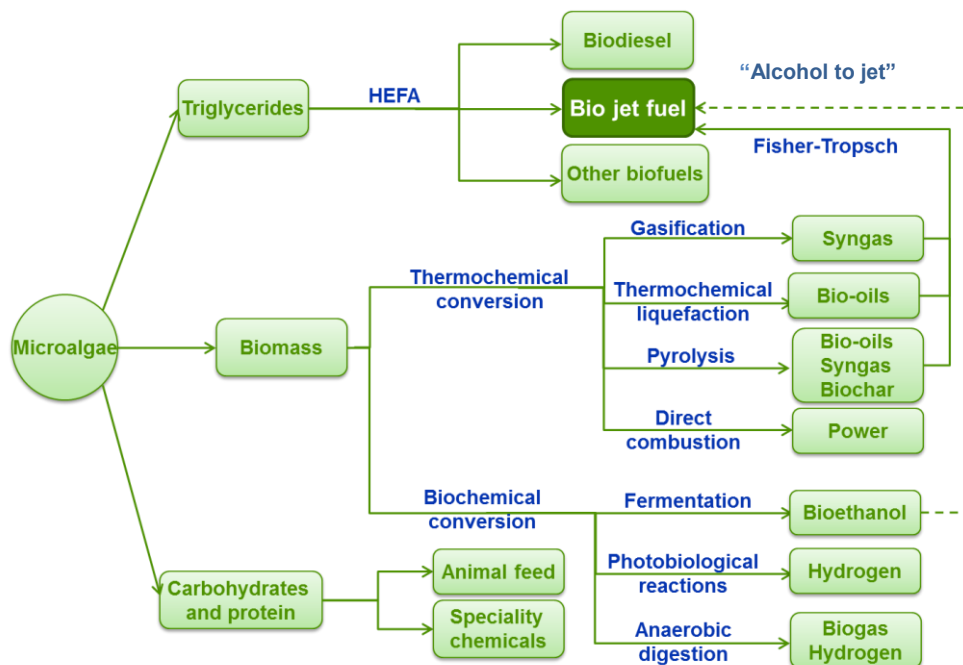 Biodiesel
“Alcohol to jet”
HEFA
Triglycerides
Bio jet fuel
Fisher-Tropsch
Other biofuels
Gasification
Syngas
Thermochemical
conversion
Thermochemical
liquefaction
Bio-oils
Microalgae
Biomass
Pyrolysis
Bio-oils
Syngas
Biochar
Direct
combustion
Power
Biochemical
conversion
Fermentation
Bioethanol
Photobiological
reactions
Hydrogen
Carbohydrates
and protein
Animal feed
Speciality
chemicals
Anaerobic
digestion
Biogas
Hydrogen